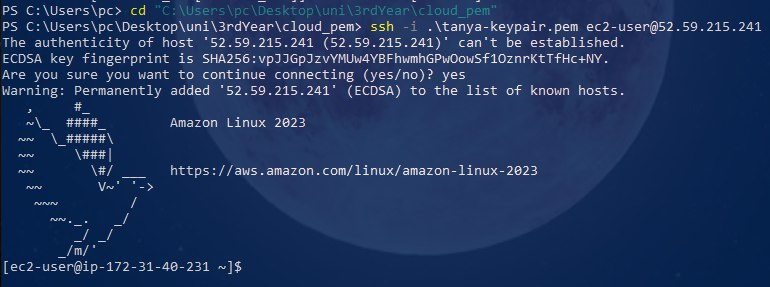 PS C:\Users\pc> cd "C:\Users\pc\Desktop\uni\3rdYear\cloud_pem"
PS C:\Users\pc\Desktop\uni\3rdYear\cloud_pem> ssh -i .\tanya-keypair.pem ec2-user@52.59.215.241
The authenticity of host '52.59.215.241 (52.59.215.241)' can't be established.
ECDSA key fingerprint is SHA256:vpJJGpJzvYMUw4YBFhwmhGPwOowSf1OznrKtTfHc+NY.
Are you sure you want to continue connecting (yes/no)? yes
Warning: Permanently added '52.59.215.241' (ECDSA) to the list of known hosts.
   ,     #_
   ~\_  ####_        Amazon Linux 2023
  ~~  \_#####\
  ~~     \###|
  ~~       \#/ ___   https://aws.amazon.com/linux/amazon-linux-2023
   ~~       V~' '->
    ~~~         /
      ~~._.   _/
         _/ _/
       _/m/'
[ec2-user@ip-172-31-40-231 ~]$